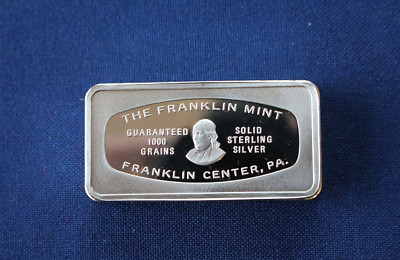 THE FRANKLIN MINT
GUARANTEED
1000
GRAINS
SOLID
STERLING
SILVER
FRANKLIN CENTER, PA.